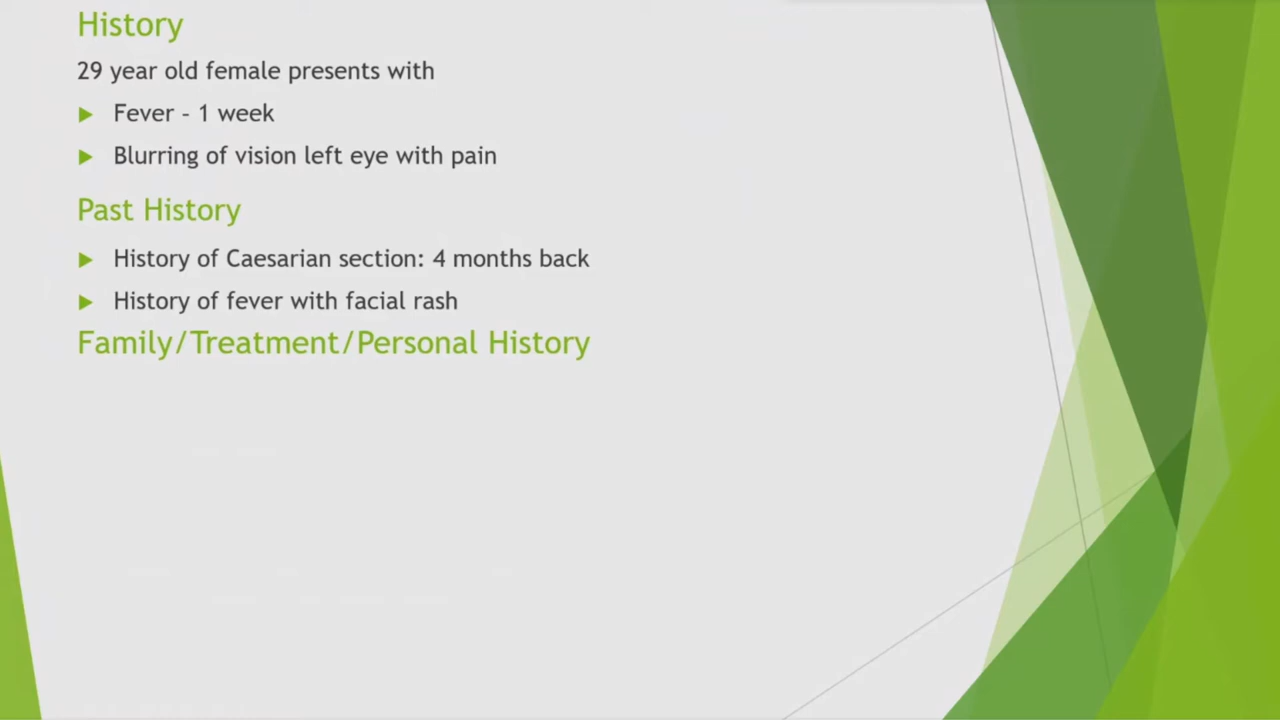 History
29 year old female presents with
Fever - 1 week
Blurring of vision left eye with pain
Past History
History of Caesarian section: 4 months back
History of fever with facial rash
Family/Treatment/Personal History